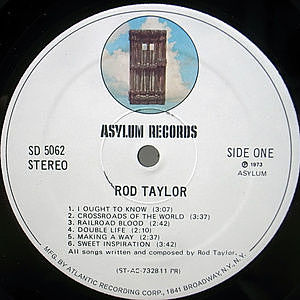 ASYLUM RECORDS
SD 5062
STEREO
SIDE ONE
℗ 1973
ASYLUM
ROD TAYLOR
1. I OUGHT TO KNOW (3:07)
2. CROSSROADS OF THE WORLD (3:37)
3. RAILROAD BLOOD (3:22)
4. DOUBLE LIFE (2:10)
5. MAKING A WAY (2:36)
6. SWEET INSPIRATION (3:42)
All songs written and composed by Rod Taylor.
(ST-AC-732811 PR)
MFG. BY ATLANTIC RECORDING CORP., 1841 BROADWAY, N.Y., N.Y.